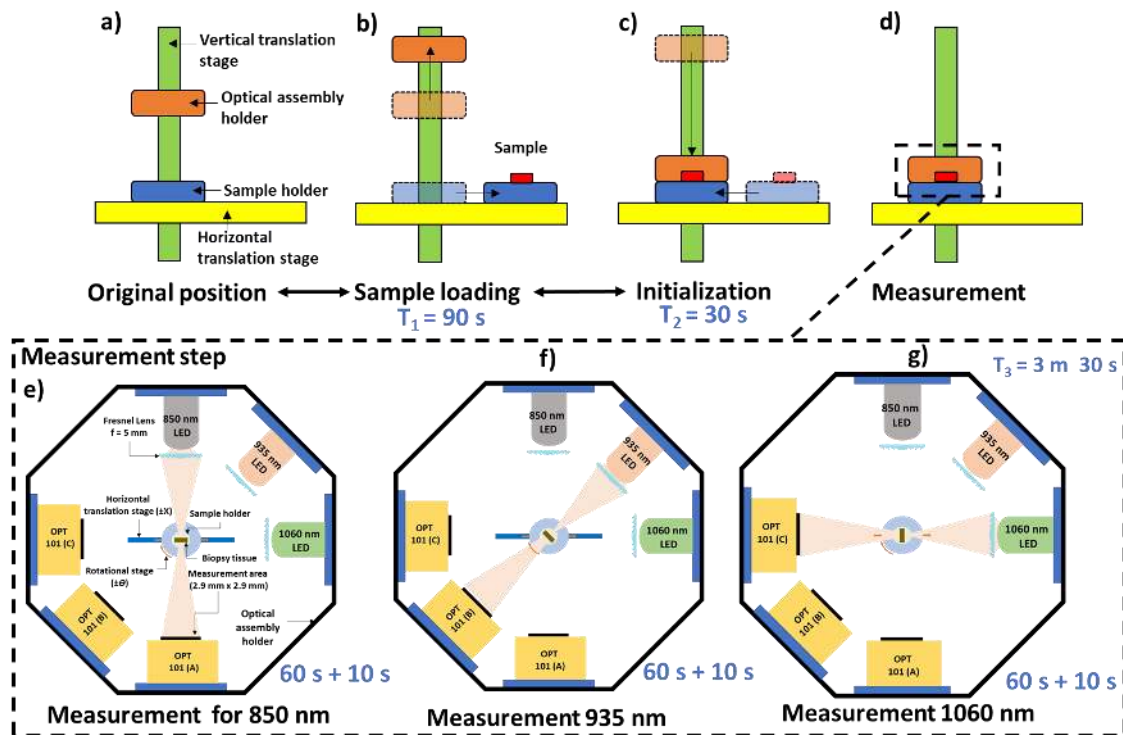 a)
b)
c)
d)
Vertical translation
stage
Optical assembly
holder
Sample holder
Horizontal
translation stage
Sample
Original position
Sample loading
Initialization
Measurement
T₁ = 90 s
T₂ = 30 s
Measurement step
T₃ = 3 m 30 s
e)
850 nm
LED
Fresnel Lens
f = 5 mm
935 nm
LED
Horizontal
translation stage (±X)
Sample holder
OPT
101 (C)
1060 nm
LED
Biopsy tissue
Rotational stage
(±Ɵ)
Measurement area
(2.9 mm x 2.9 mm)
OPT
101 (B)
Optical
assembly
holder
OPT
101 (A)
60 s + 10 s
Measurement for 850 nm
f)
850 nm
LED
935 nm
LED
OPT
101 (C)
1060 nm
LED
OPT
101 (B)
OPT
101 (A)
60 s + 10 s
Measurement 935 nm
g)
850 nm
LED
935 nm
LED
OPT
101 (C)
1060 nm
LED
OPT
101 (B)
OPT
101 (A)
60 s + 10 s
Measurement 1060 nm